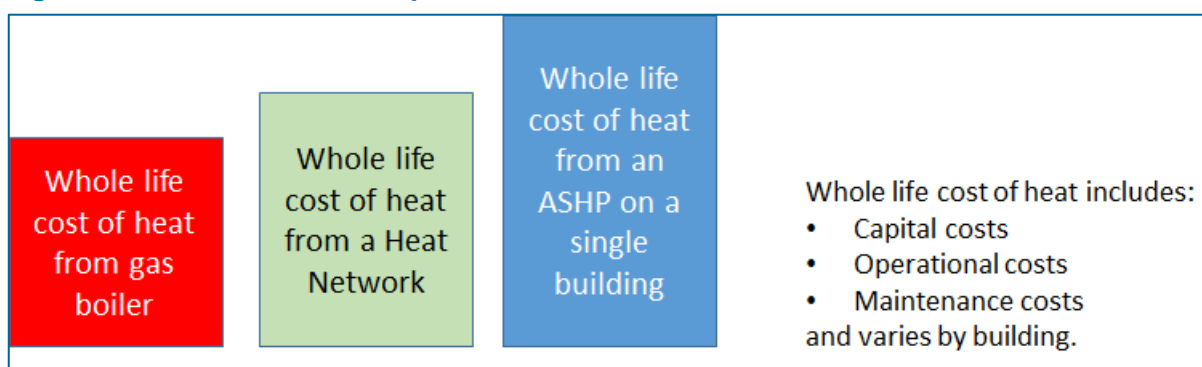 Whole life
cost of heat
from gas
boiler
Whole life
cost of heat
from a Heat
Network
Whole life
cost of heat
from an
ASHP on a
single
building
Whole life cost of heat includes:
• Capital costs
• Operational costs
• Maintenance costs
and varies by building.